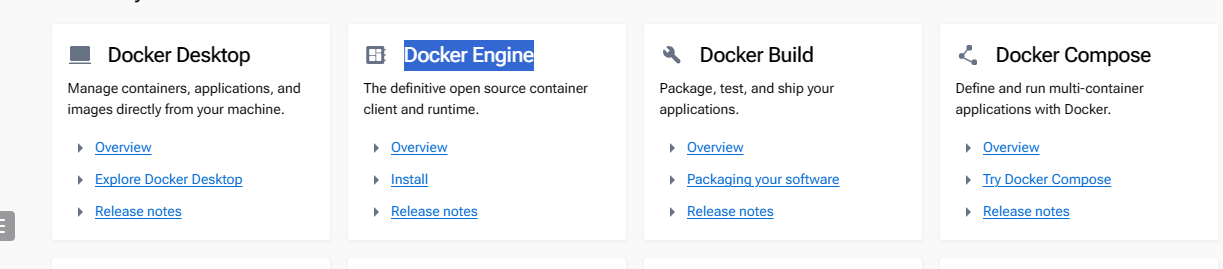 Docker Desktop
Manage containers, applications, and
images directly from your machine.
Overview
Explore Docker Desktop
Release notes
Docker Engine
The definitive open source container
client and runtime.
Overview
Install
Release notes
Docker Build
Package, test, and ship your
applications.
Overview
Packaging your software
Release notes
Docker Compose
Define and run multi-container
applications with Docker.
Overview
Try Docker Compose
Release notes